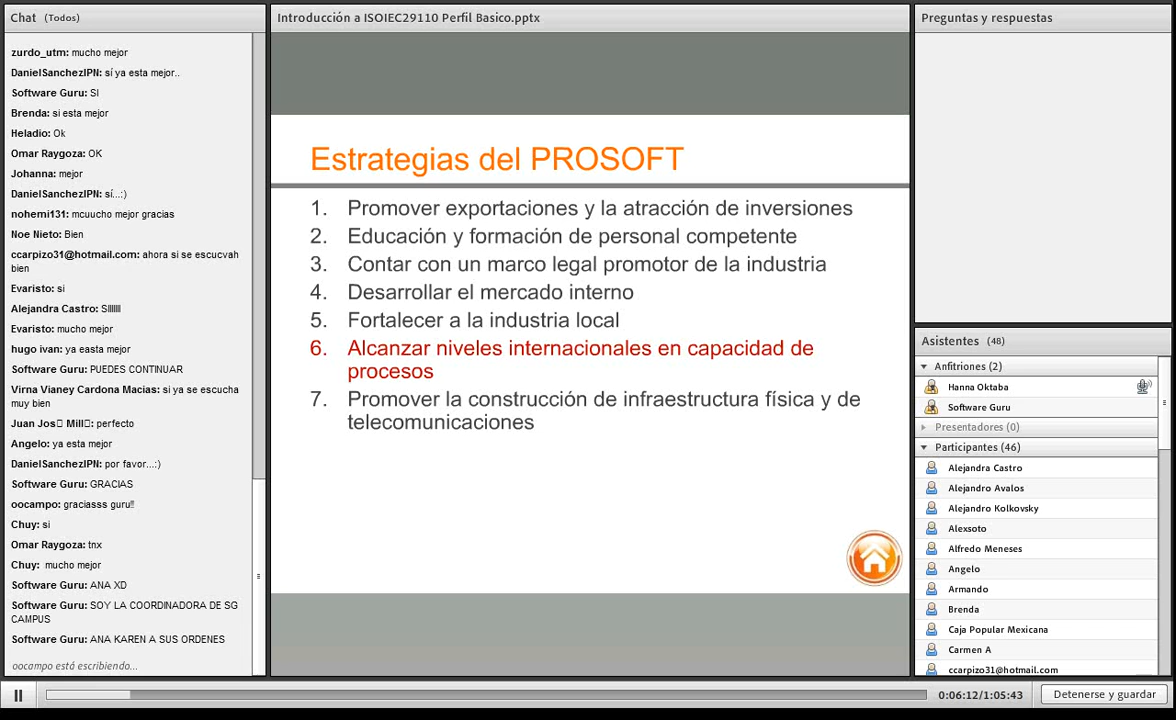 Chat (Todos)
zurdo_utm: mucho mejor
DanielSanchezIPN: sí ya esta mejor..
Software Guru: SI
Brenda: si esta mejor
Heladio: Ok
Omar Raygoza: OK
Johanna: mejor
DanielSanchezIPN: sí...:)
nohemi131: mcuucho mejor gracias
Noe Nieto: Bien
ccarpizo31@hotmail.com: ahora si se escucvah
bien
Evaristo: si
Alejandra Castro: SIIIIII
Evaristo: mucho mejor
hugo ivan: ya easta mejor
Software Guru: PUEDES CONTINUAR
Virna Vianey Cardona Macias: si ya se escucha
muy bien
Juan Jos Mill: perfecto
Angelo: ya esta mejor
DanielSanchezIPN: por favor...:)
Software Guru: GRACIAS
oocampo: graciasss guru!!
Chuy: si
Omar Raygoza: tnx
Chuy: mucho mejor
Software Guru: ANA XD
Software Guru: SOY LA COORDINADORA DE SG
CAMPUS
Software Guru: ANA KAREN A SUS ORDENES
oocampo está escribiendo...
Introducción a ISOIEC29110 Perfil Basico.pptx
Estrategias del PROSOFT
1. Promover exportaciones y la atracción de inversiones
2. Educación y formación de personal competente
3. Contar con un marco legal promotor de la industria
4. Desarrollar el mercado interno
5. Fortalecer a la industria local
6. Alcanzar niveles internacionales en capacidad de
procesos
7. Promover la construcción de infraestructura física y de
telecomunicaciones
Preguntas y respuestas
Asistentes (48)
Anfitriones (2)
Hanna Oktaba
Software Guru
Presentadores (0)
Participantes (46)
Alejandra Castro
Alejandro Avalos
Alejandro Kolkovsky
Alexsoto
Alfredo Meneses
Angelo
Armando
Brenda
Caja Popular Mexicana
Carmen A
ccarpizo31@hotmail.com
0:06:12/1:05:43
Detenerse y guardar